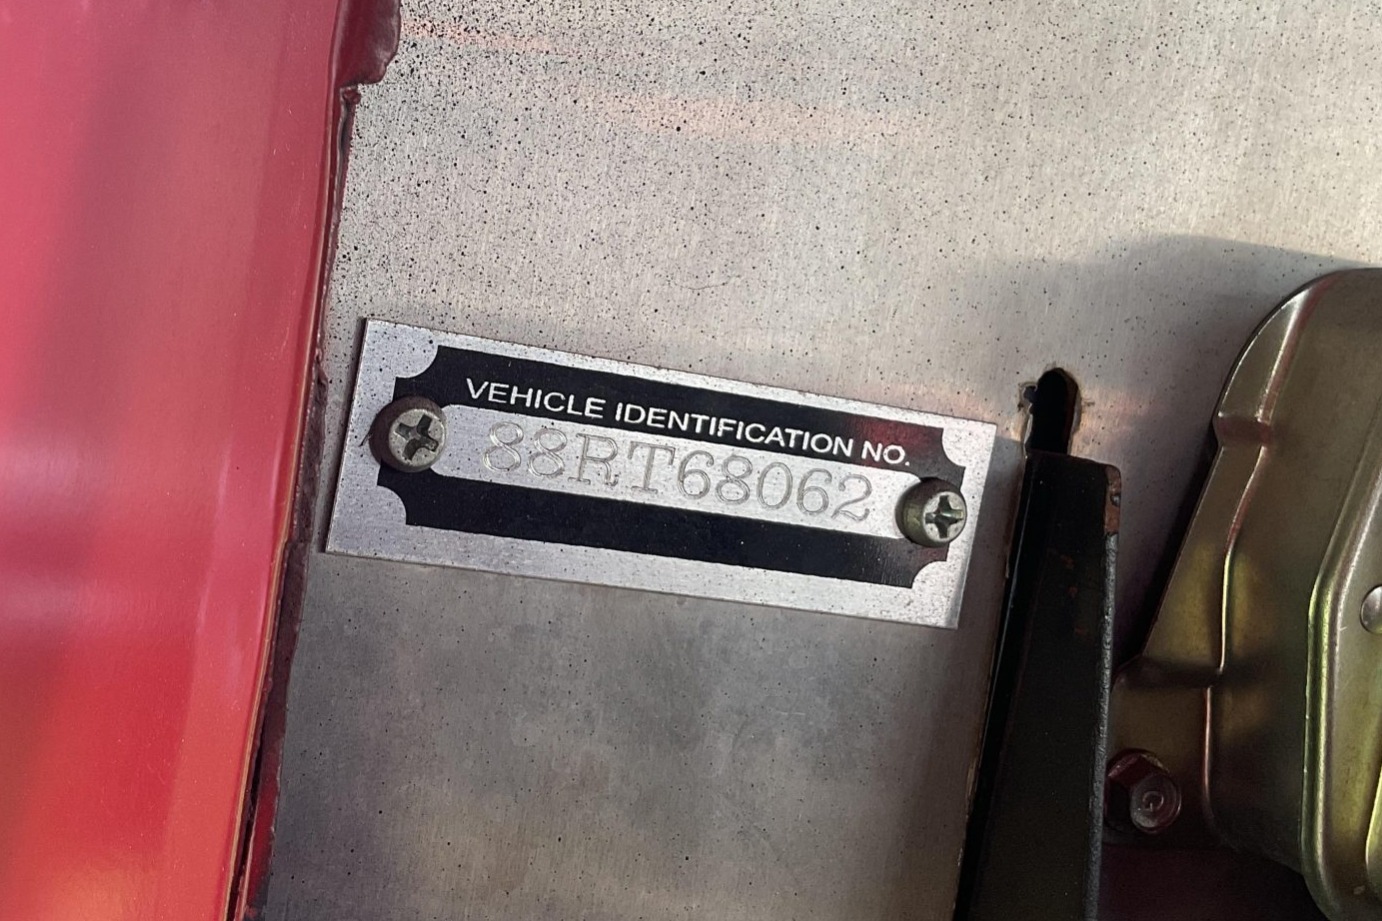 VEHICLE IDENTIFICATION NO.
88RT68062